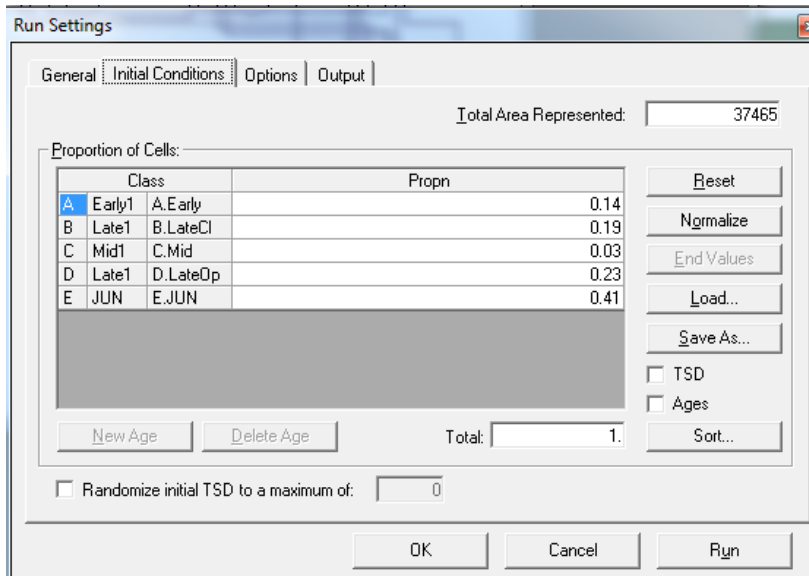 Run Settings
General Initial Conditions Options Output
Total Area Represented: 37465
Proportion of Cells:
Class Propn
A Early1 A.Early 0.14
B Late1 B.LateCl 0.19
C Mid1 C.Mid 0.03
D Late1 D.LateOp 0.23
E JUN E.JUN 0.41
Reset
Normalize
End Values
Load...
Save As...
TSD
Ages
New Age Delete Age Total: 1. Sort...
Randomize initial TSD to a maximum of: 0
OK Cancel Run